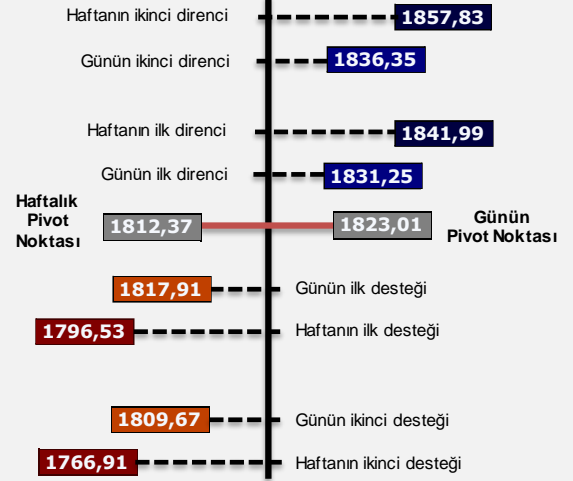 Haftanın ikinci direnci 1857,83
Günün ikinci direnci 1836,35
Haftanın ilk direnci 1841,99
Günün ilk direnci 1831,25
Haftalık
Pivot
Noktası
1812,37
1823,01
Günün
Pivot Noktası
1817,91 Günün ilk desteği
1796,53 Haftanın ilk desteği
1809,67 Günün ikinci desteği
1766,91 Haftanın ikinci desteği